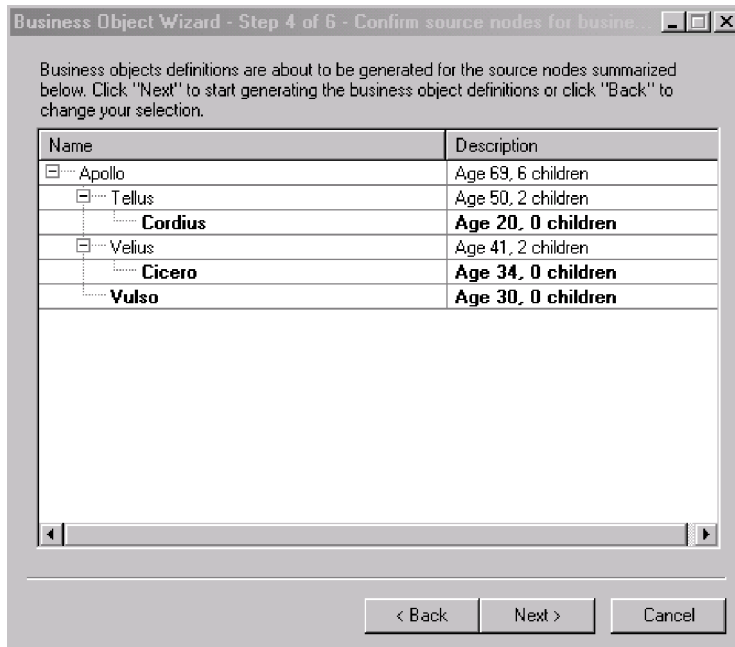 Business Object Wizard - Step 4 of 6 - Confirm source nodes for busine...
Business objects definitions are about to be generated for the source nodes summarized
below. Click "Next" to start generating the business object definitions or click "Back" to
change your selection.
Name Description
Apollo Age 69, 6 children
Tellus Age 50, 2 children
Cordius Age 20, 0 children
Velius Age 41, 2 children
Cicero Age 34, 0 children
Vulso Age 30, 0 children
< Back Next > Cancel